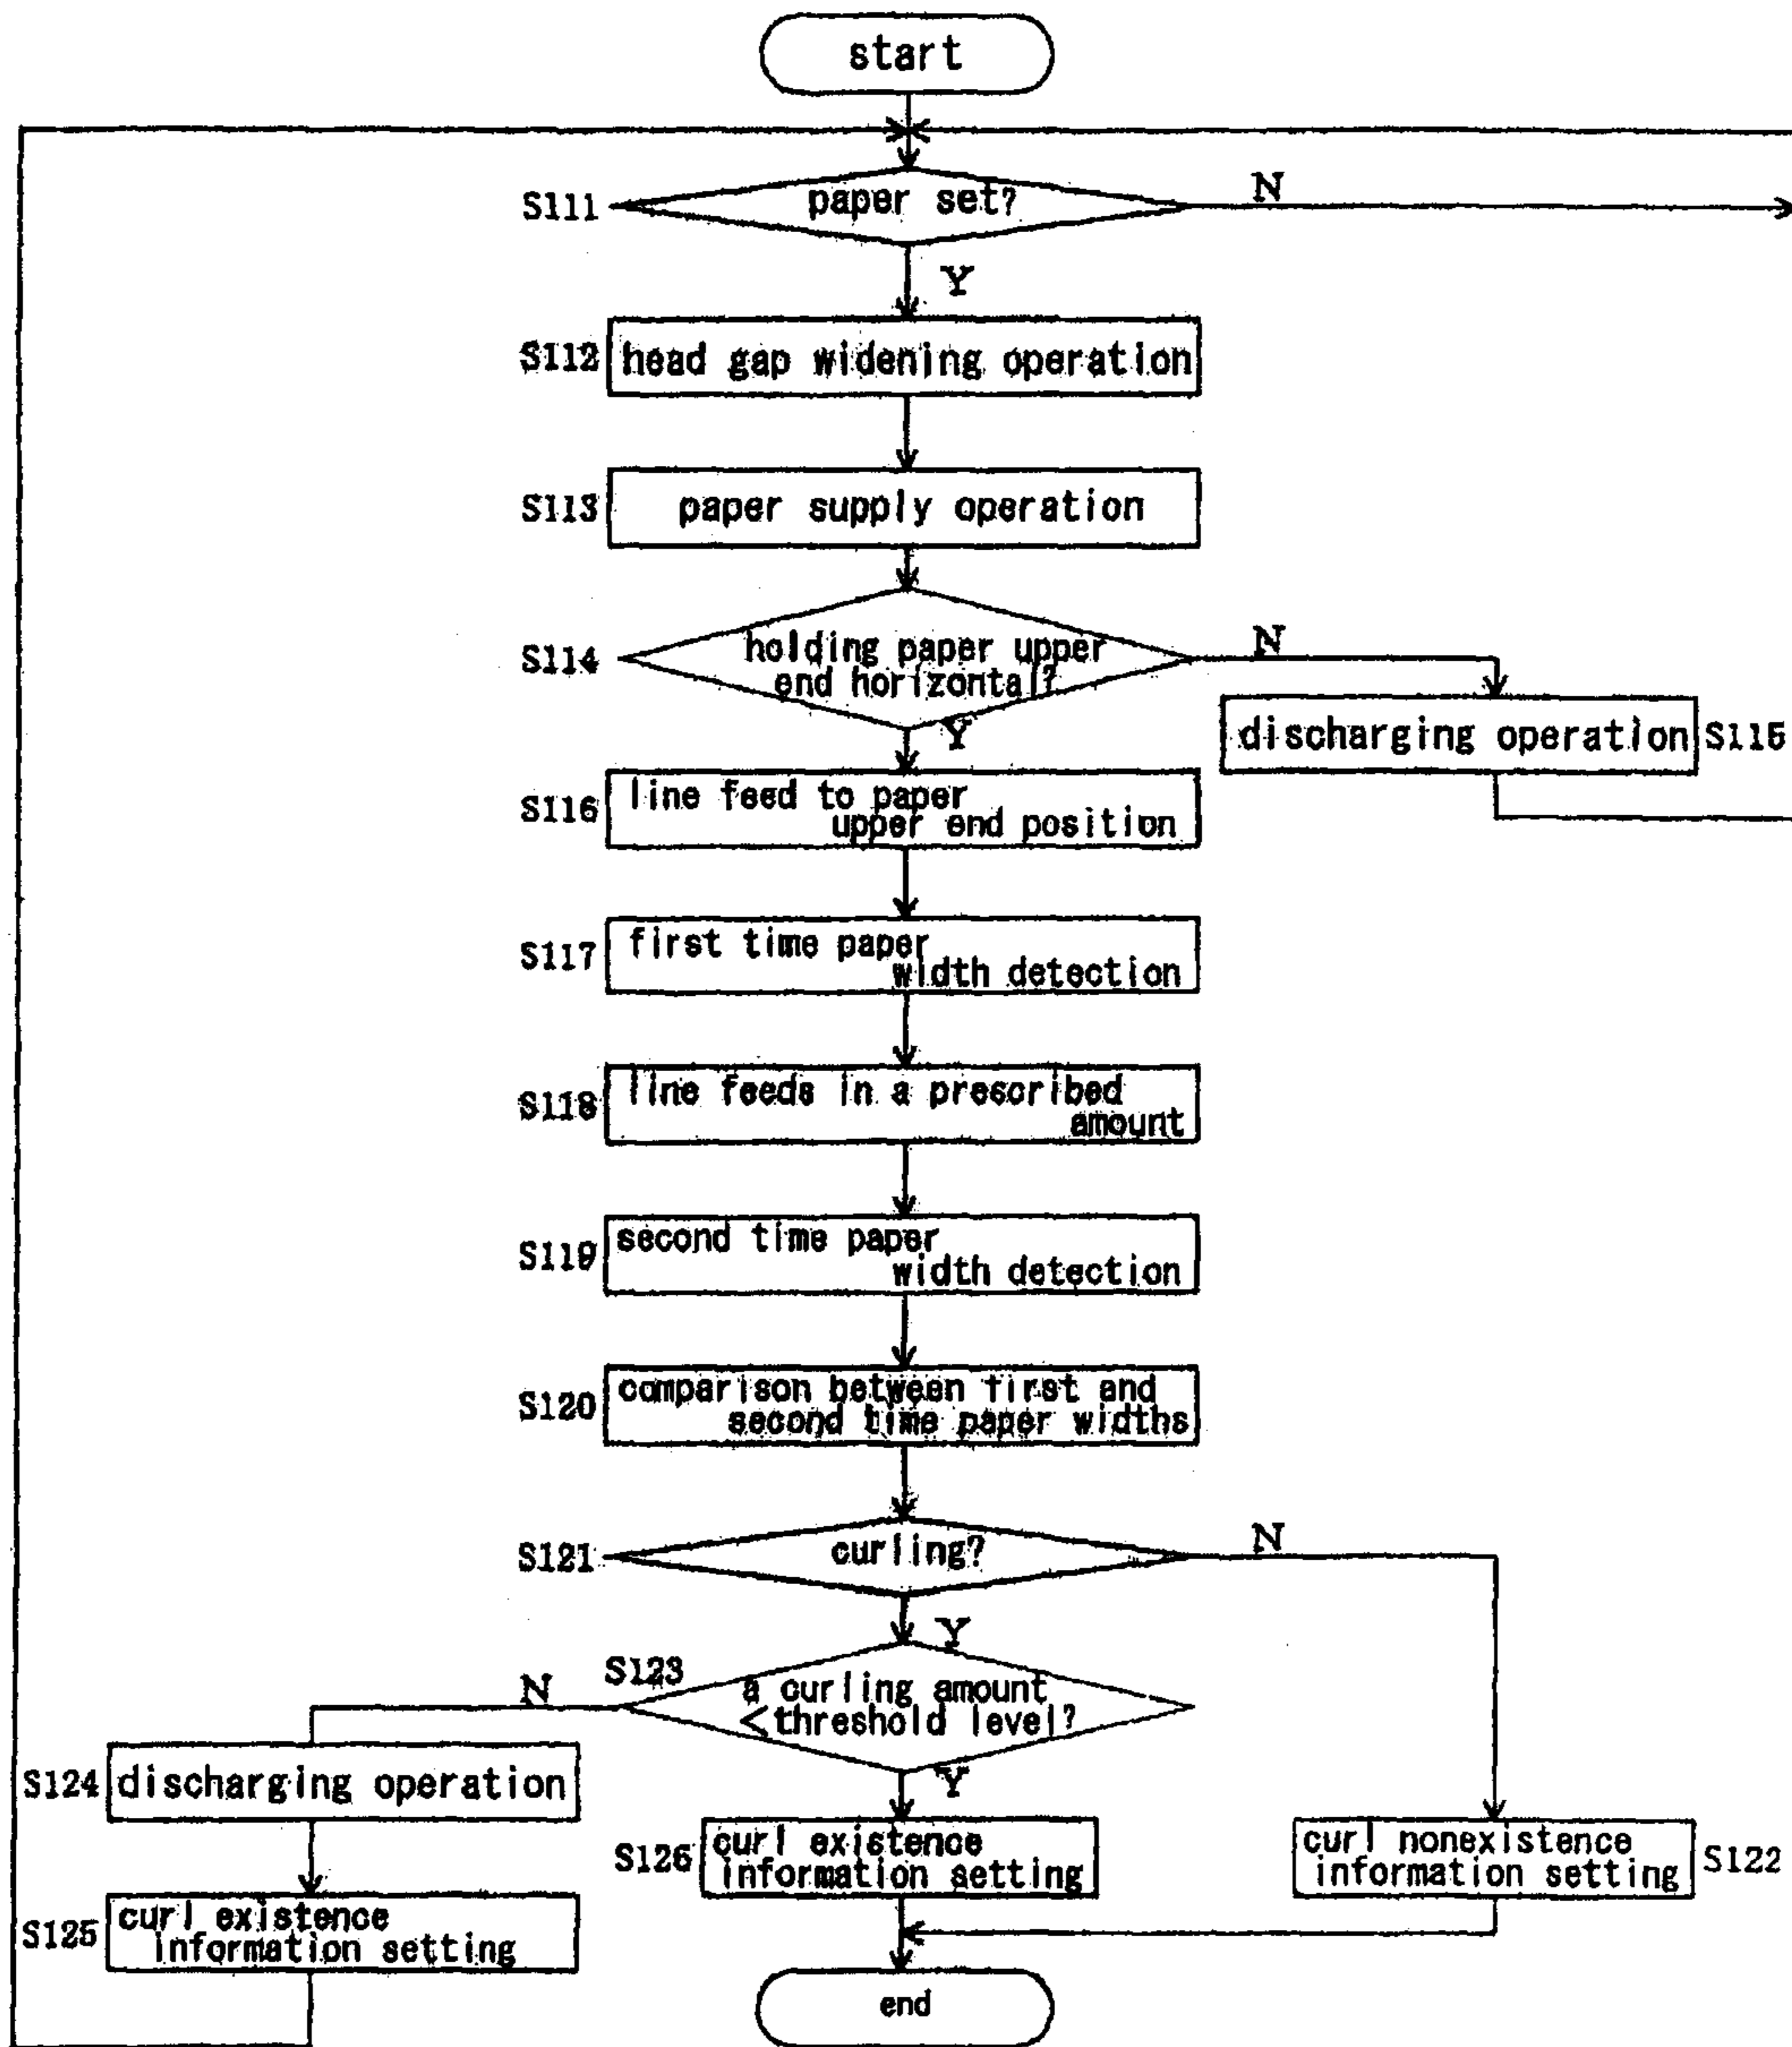 start
S111
paper set?
N
Y
S112
head gap widening operation
S113
paper supply operation
S114
holding paper upper
end horizontal?
N
Y
discharging operation
S115
S116
line feed to paper
upper end position
S117
first time paper
width detection
S118
line feeds in a prescribed
amount
S119
second time paper
width detection
S120
comparison between first and
second time paper widths
S121
curling?
N
Y
S123
a curling amount
<threshold level?
N
Y
S124
discharging operation
S126
curl existence
information setting
curl nonexistence
information setting
S122
S125
curl existence
information setting
end